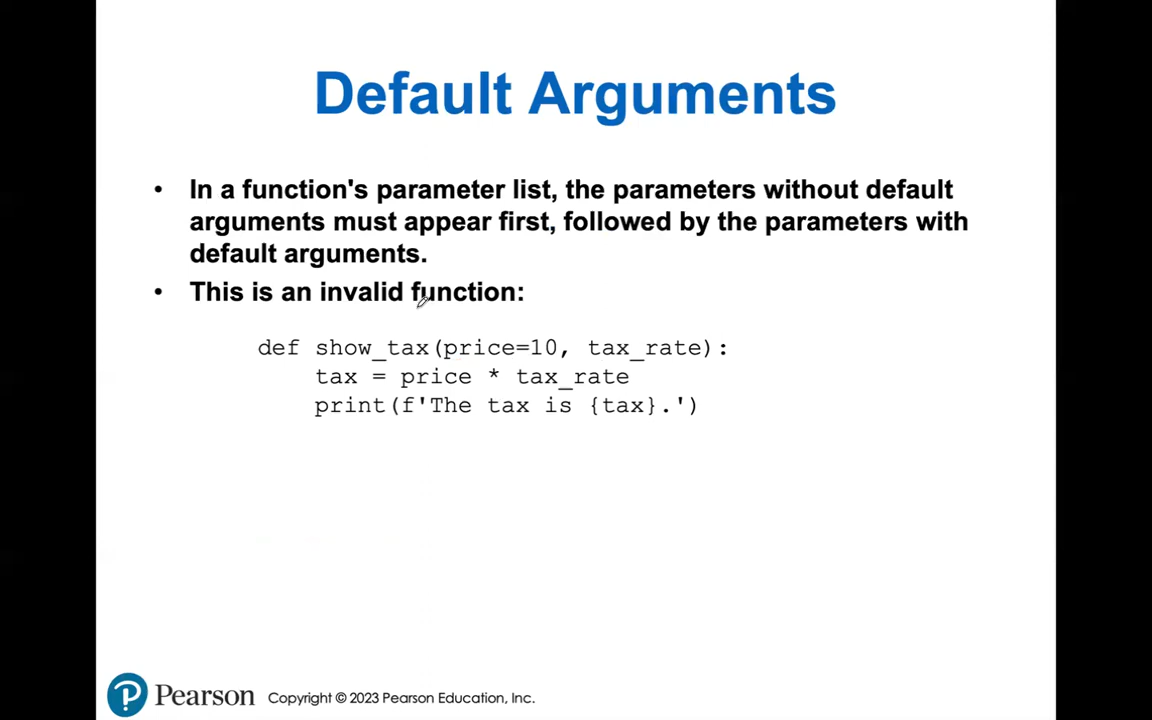 Default Arguments
• In a function's parameter list, the parameters without default
arguments must appear first, followed by the parameters with
default arguments.
• This is an invalid function:
def show_tax(price=10, tax_rate):
    tax = price * tax_rate
    print(f'The tax is {tax}.')
Pearson Copyright © 2023 Pearson Education, Inc.